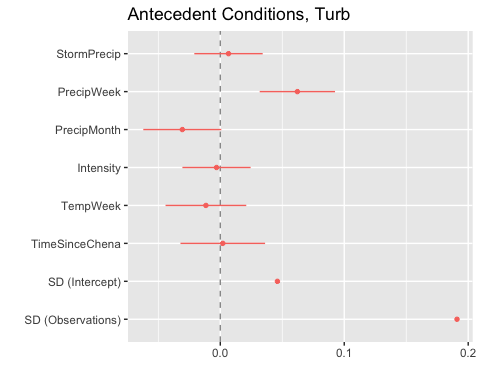 Antecedent Conditions, Turb
StormPrecip
PrecipWeek
PrecipMonth
Intensity
TempWeek
TimeSinceChena
SD (Intercept)
SD (Observations)
0.0 0.1 0.2